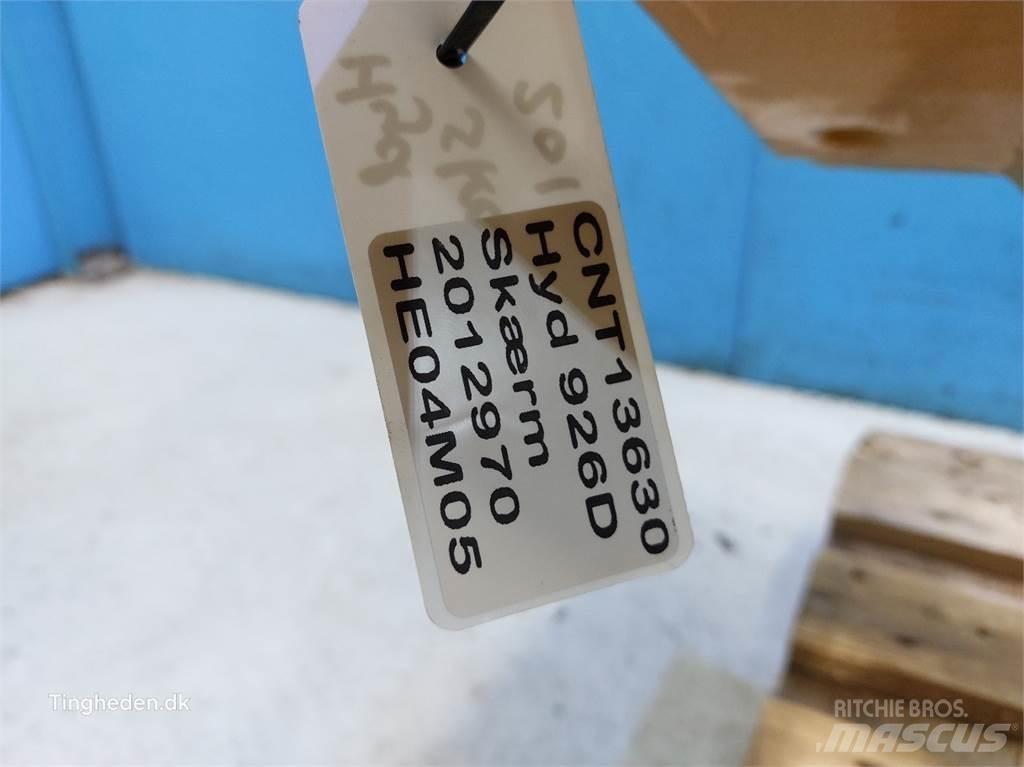 CNT13630
Hyd 926D
Skærm
2012970
HE04M05
Tingheden.dk
RITCHIE BROS.
MASCUS